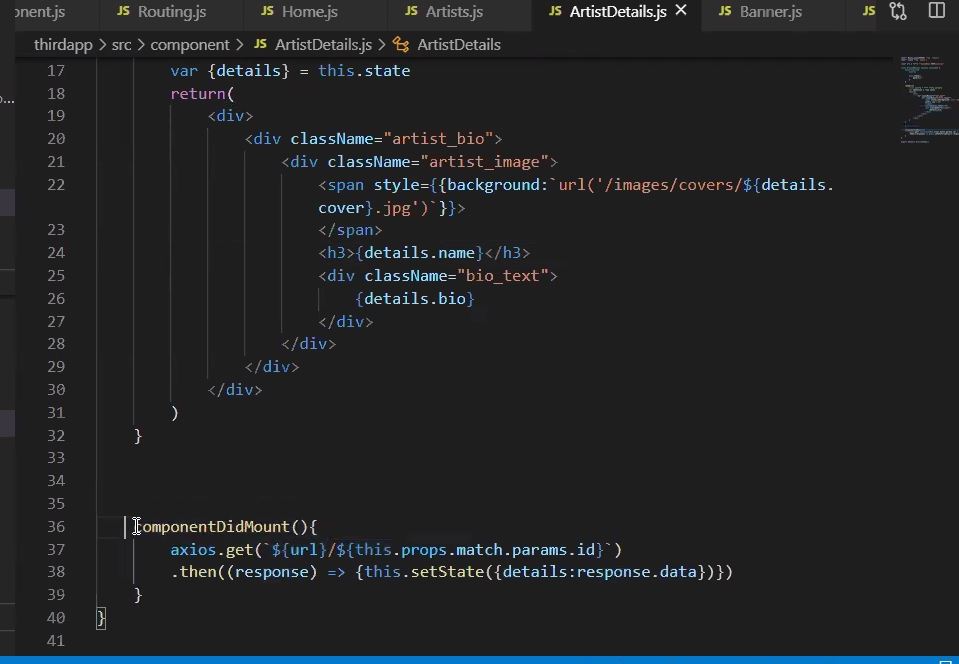 onent.js JS Routing.js JS Home.js JS Artists.js JS ArtistDetails.js JS Banner.js JS
thirdapp > src > component > JS ArtistDetails.js > ArtistDetails
17 var {details} = this.state
18 return(
19 <div>
20 <div className="artist_bio">
21 <div className="artist_image">
22 <span style={{background:`url('/images/covers/${details.
cover}.jpg')`}}>
23 </span>
24 <h3>{details.name}</h3>
25 <div className="bio_text">
26 {details.bio}
27 </div>
28 </div>
29 </div>
30 </div>
31 )
32 }
33
34
35
36 componentDidMount(){
37 axios.get(`${url}/${this.props.match.params.id}`)
38 .then((response) => {this.setState({details:response.data})})
39 }
40 }
41